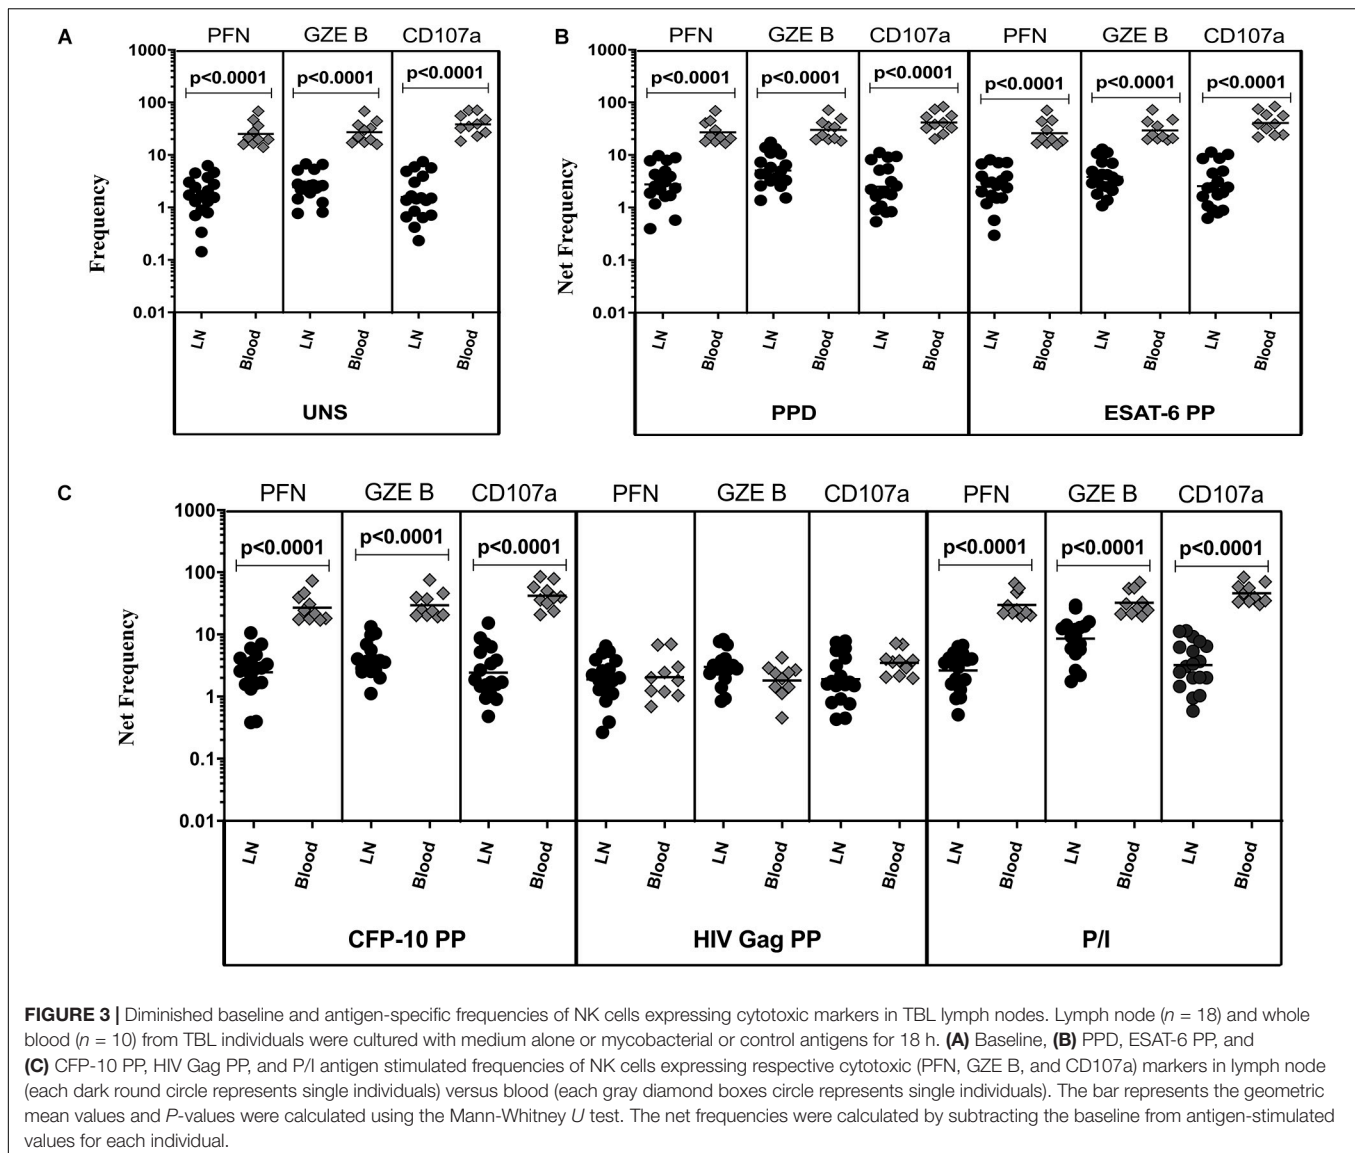 A
PFN GZE B CD107a
1000
100
10
1
0.1
0.01
Frequency
p<0.0001 p<0.0001 p<0.0001
LN Blood LN Blood LN Blood
UNS
B
PFN GZE B CD107a PFN GZE B CD107a
1000
100
10
1
0.1
0.01
Net Frequency
p<0.0001 p<0.0001 p<0.0001 p<0.0001 p<0.0001 p<0.0001
LN Blood LN Blood LN Blood LN Blood LN Blood LN Blood
PPD ESAT-6 PP
C
PFN GZE B CD107a PFN GZE B CD107a PFN GZE B CD107a
1000
100
10
1
0.1
0.01
Net Frequency
p<0.0001 p<0.0001 p<0.0001 p<0.0001 p<0.0001 p<0.0001
LN Blood LN Blood LN Blood LN Blood LN Blood LN Blood LN Blood LN Blood LN Blood
CFP-10 PP HIV Gag PP P/I
FIGURE 3 | Diminished baseline and antigen-specific frequencies of NK cells expressing cytotoxic markers in TBL lymph nodes. Lymph node (n = 18) and whole
blood (n = 10) from TBL individuals were cultured with medium alone or mycobacterial or control antigens for 18 h. (A) Baseline, (B) PPD, ESAT-6 PP, and
(C) CFP-10 PP, HIV Gag PP, and P/I antigen stimulated frequencies of NK cells expressing respective cytotoxic (PFN, GZE B, and CD107a) markers in lymph node
(each dark round circle represents single individuals) versus blood (each gray diamond boxes circle represents single individuals). The bar represents the geometric
mean values and P-values were calculated using the Mann-Whitney U test. The net frequencies were calculated by subtracting the baseline from antigen-stimulated
values for each individual.